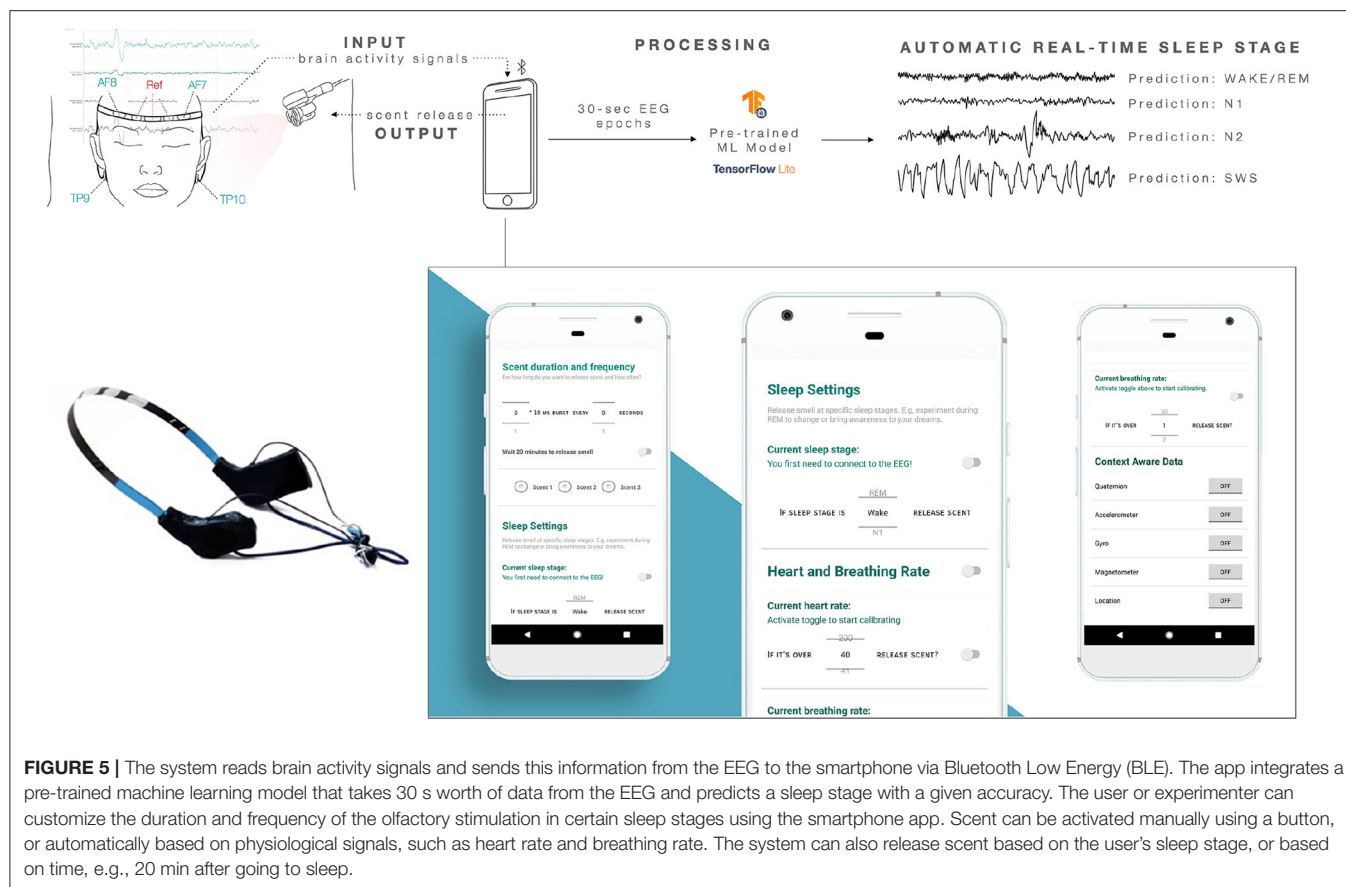 INPUT
brain activity signals
AF8
Ref
AF7
scent release
OUTPUT
TP9
TP10
PROCESSING
30-sec EEG
epochs
Pre-trained
ML Model
TensorFlow Lite
AUTOMATIC REAL-TIME SLEEP STAGE
Prediction: WAKE/REM
Prediction: N1
Prediction: N2
Prediction: SWS
Scent duration and frequency
For how long do you want to release scent and how often?
0 * 10 MS BURST EVERY 0 SECONDS
1 1
Wait 20 minutes to release smell
Scent 1 Scent 2 Scent 3
Sleep Settings
Release smell at specific sleep stages. E.g. experiment during
REM to change or bring awareness to your dreams.
Current sleep stage:
You first need to connect to the EEG!
REM
IF SLEEP STAGE IS Wake RELEASE SCENT
Sleep Settings
Release smell at specific sleep stages. E.g, experiment during
REM to change or bring awareness to your dreams.
Current sleep stage:
You first need to connect to the EEG!
REM
IF SLEEP STAGE IS Wake RELEASE SCENT
N1
Heart and Breathing Rate
Current heart rate:
Activate toggle to start calibrating
200
IF IT'S OVER 40 RELEASE SCENT?
41
Current breathing rate:
Current breathing rate:
Activate toggle above to start calibrating.
30
IF IT'S OVER 1 RELEASE SCENT
2
Context Aware Data
Quaternion OFF
Accelerometer OFF
Gyro OFF
Magnetometer OFF
Location OFF
FIGURE 5 | The system reads brain activity signals and sends this information from the EEG to the smartphone via Bluetooth Low Energy (BLE). The app integrates a
pre-trained machine learning model that takes 30 s worth of data from the EEG and predicts a sleep stage with a given accuracy. The user or experimenter can
customize the duration and frequency of the olfactory stimulation in certain sleep stages using the smartphone app. Scent can be activated manually using a button,
or automatically based on physiological signals, such as heart rate and breathing rate. The system can also release scent based on the user's sleep stage, or based
on time, e.g., 20 min after going to sleep.